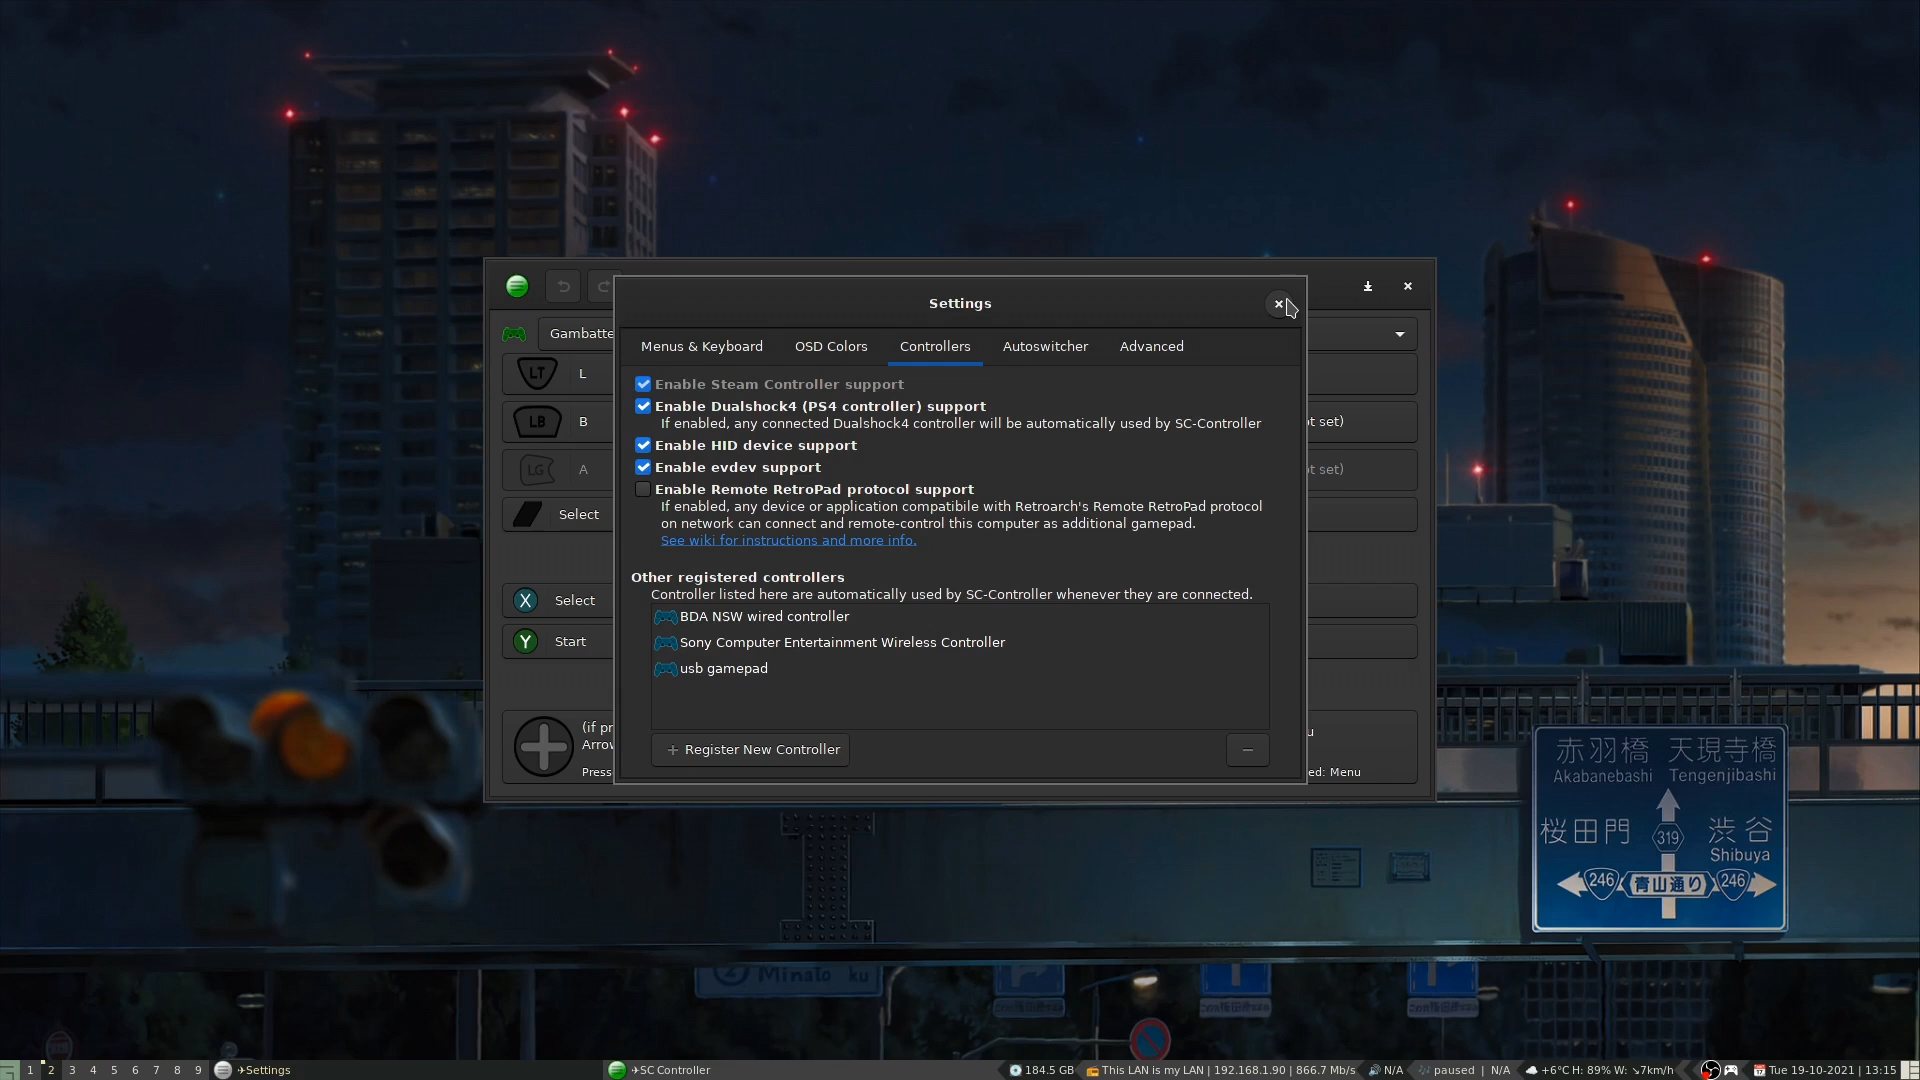 Settings
Gambatte
Menus & Keyboard
OSD Colors
Controllers
Autoswitcher
Advanced
LT
L
Enable Steam Controller support
Enable Dualshock4 (PS4 controller) support
If enabled, any connected Dualshock4 controller will be automatically used by SC-Controller
LB
B
t set)
Enable HID device support
Enable evdev support
LG
A
t set)
Enable Remote RetroPad protocol support
If enabled, any device or application compatibile with Retroarch's Remote RetroPad protocol
on network can connect and remote-control this computer as additional gamepad.
See wiki for instructions and more info.
Select
Other registered controllers
Controller listed here are automatically used by SC-Controller whenever they are connected.
X
Select
BDA NSW wired controller
Y
Start
Sony Computer Entertainment Wireless Controller
usb gamepad
(if pr
Arrow
Press
u
ed: Menu
+ Register New Controller
−
赤羽橋 天現寺橋
Akabanebashi Tengenjibashi
桜田門
319
渋谷
Shibuya
246
青山通り
246
Minato ku
1 2 3 4 5 6 7 8 9
✈Settings
✈SC Controller
184.5 GB
This LAN is my LAN | 192.168.1.90 | 866.7 Mb/s
N/A
paused | N/A
+6°C H: 89% W: ↘7km/h
Tue 19-10-2021 | 13:15